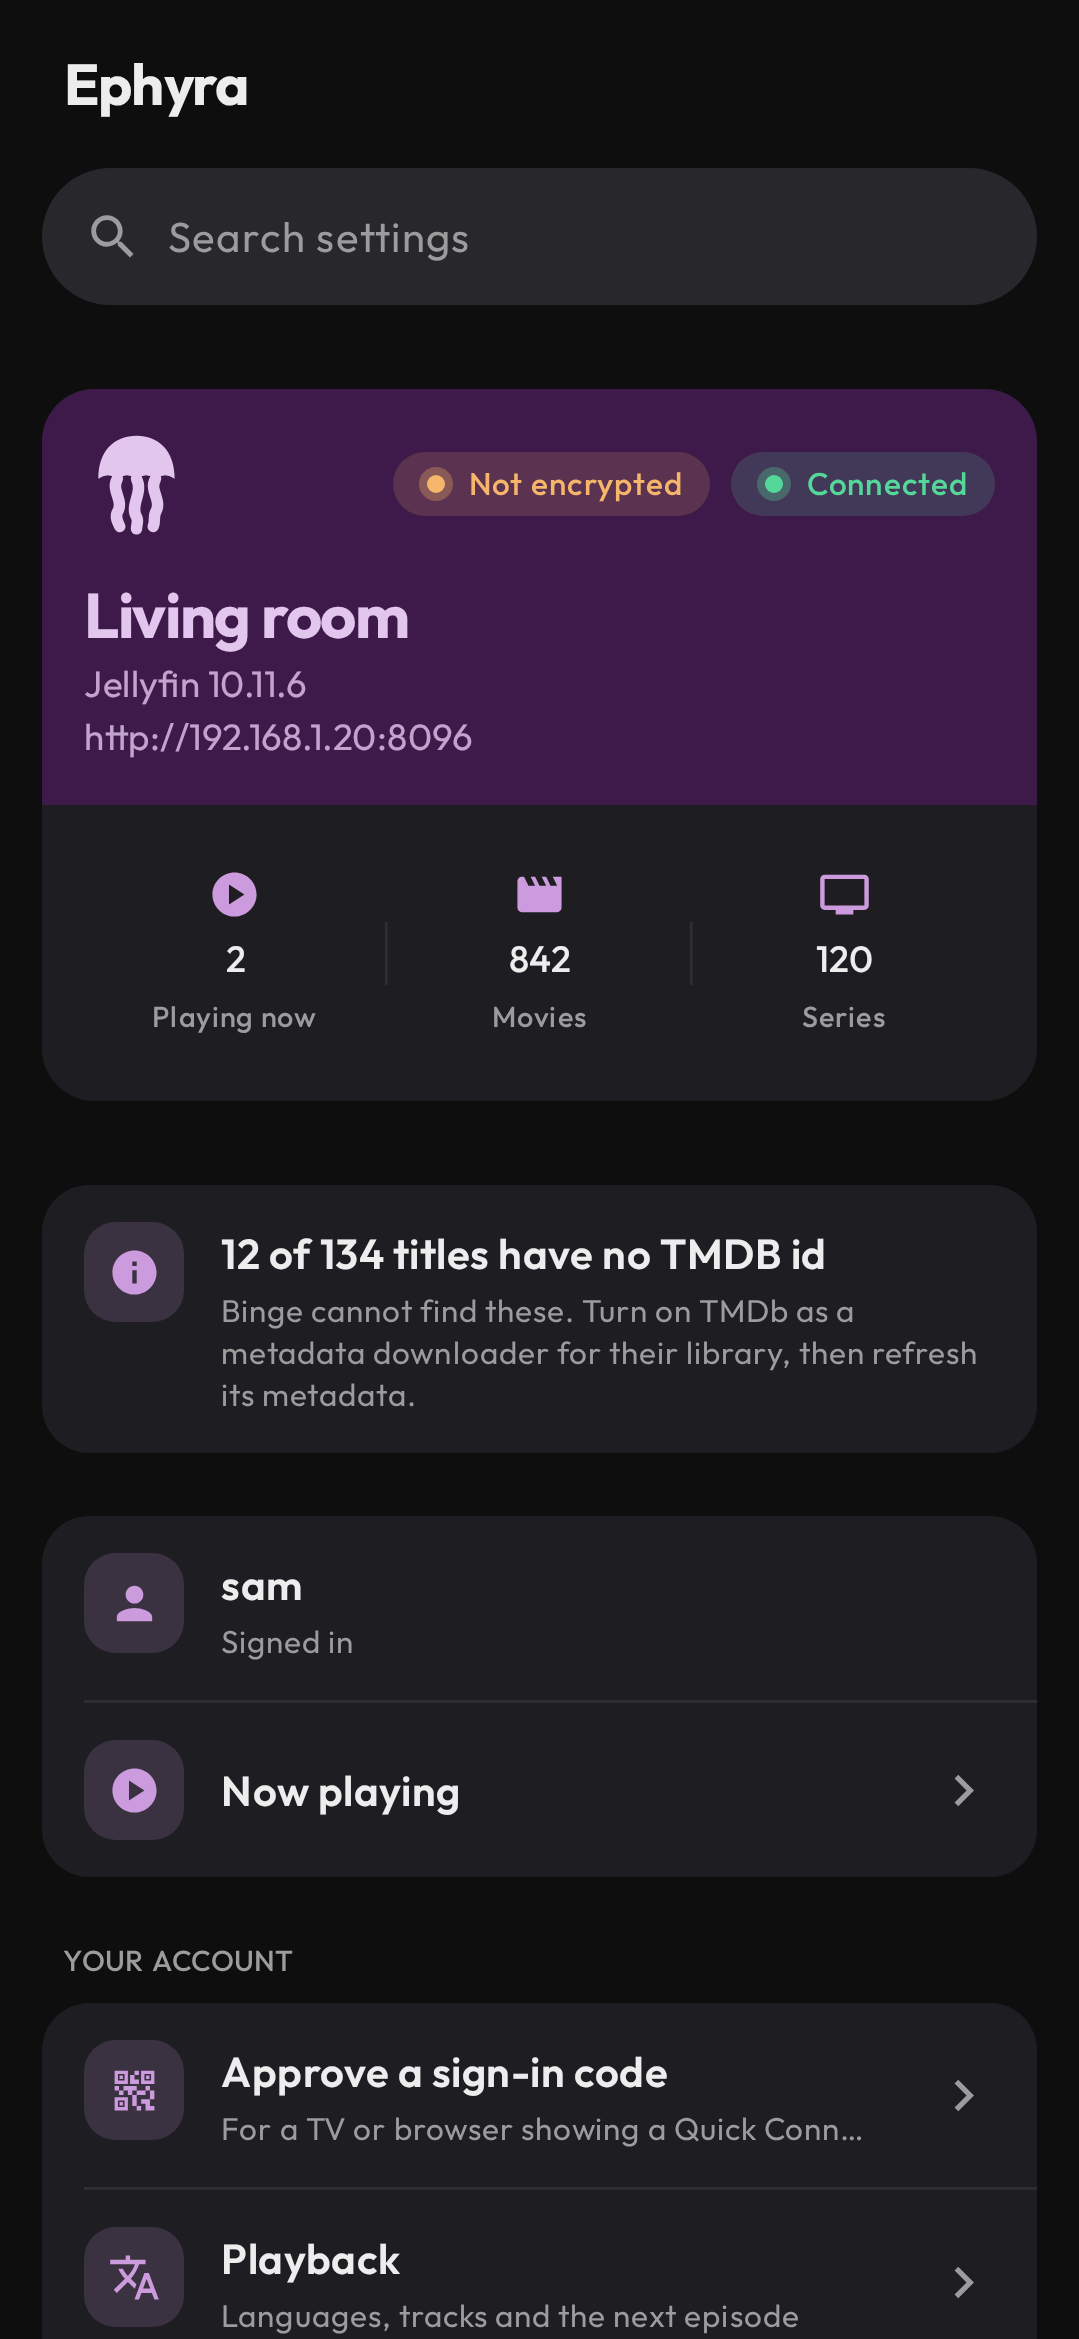 Ephyra
Search settings
Not encrypted
Connected
Living room
Jellyfin 10.11.6
http://192.168.1.20:8096
2
842
120
Playing now
Movies
Series
12 of 134 titles have no TMDB id
Binge cannot find these. Turn on TMDb as a
metadata downloader for their library, then refresh
its metadata.
sam
Signed in
Now playing
YOUR ACCOUNT
Approve a sign-in code
For a TV or browser showing a Quick Conn…
Playback
Languages, tracks and the next episode